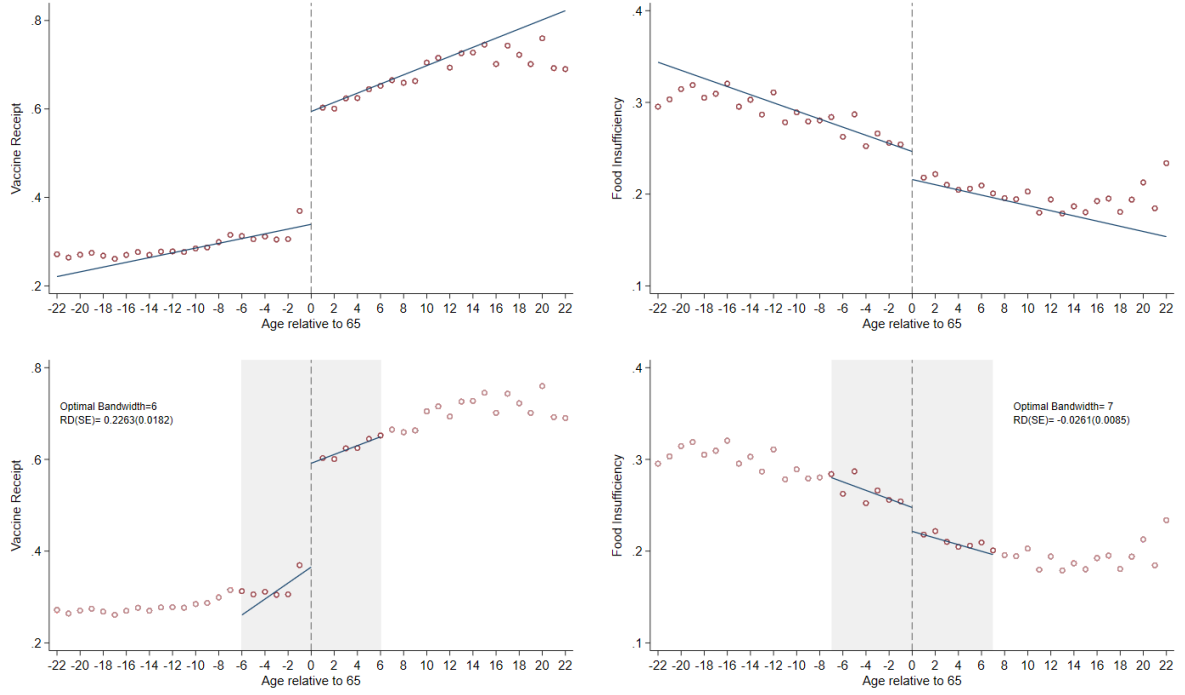 Vaccine Receipt
.8
.6
.4
.2
-22 -20 -18 -16 -14 -12 -10 -8 -6 -4 -2 0 2 4 6 8 10 12 14 16 18 20 22
Age relative to 65
Food Insufficiency
.4
.3
.2
.1
-22 -20 -18 -16 -14 -12 -10 -8 -6 -4 -2 0 2 4 6 8 10 12 14 16 18 20 22
Age relative to 65
Vaccine Receipt
.8
.6
.4
.2
Optimal Bandwidth=6
RD(SE)= 0.2263(0.0182)
-22 -20 -18 -16 -14 -12 -10 -8 -6 -4 -2 0 2 4 6 8 10 12 14 16 18 20 22
Age relative to 65
Food Insufficiency
.4
.3
.2
.1
Optimal Bandwidth= 7
RD(SE)= -0.0261(0.0085)
-22 -20 -18 -16 -14 -12 -10 -8 -6 -4 -2 0 2 4 6 8 10 12 14 16 18 20 22
Age relative to 65